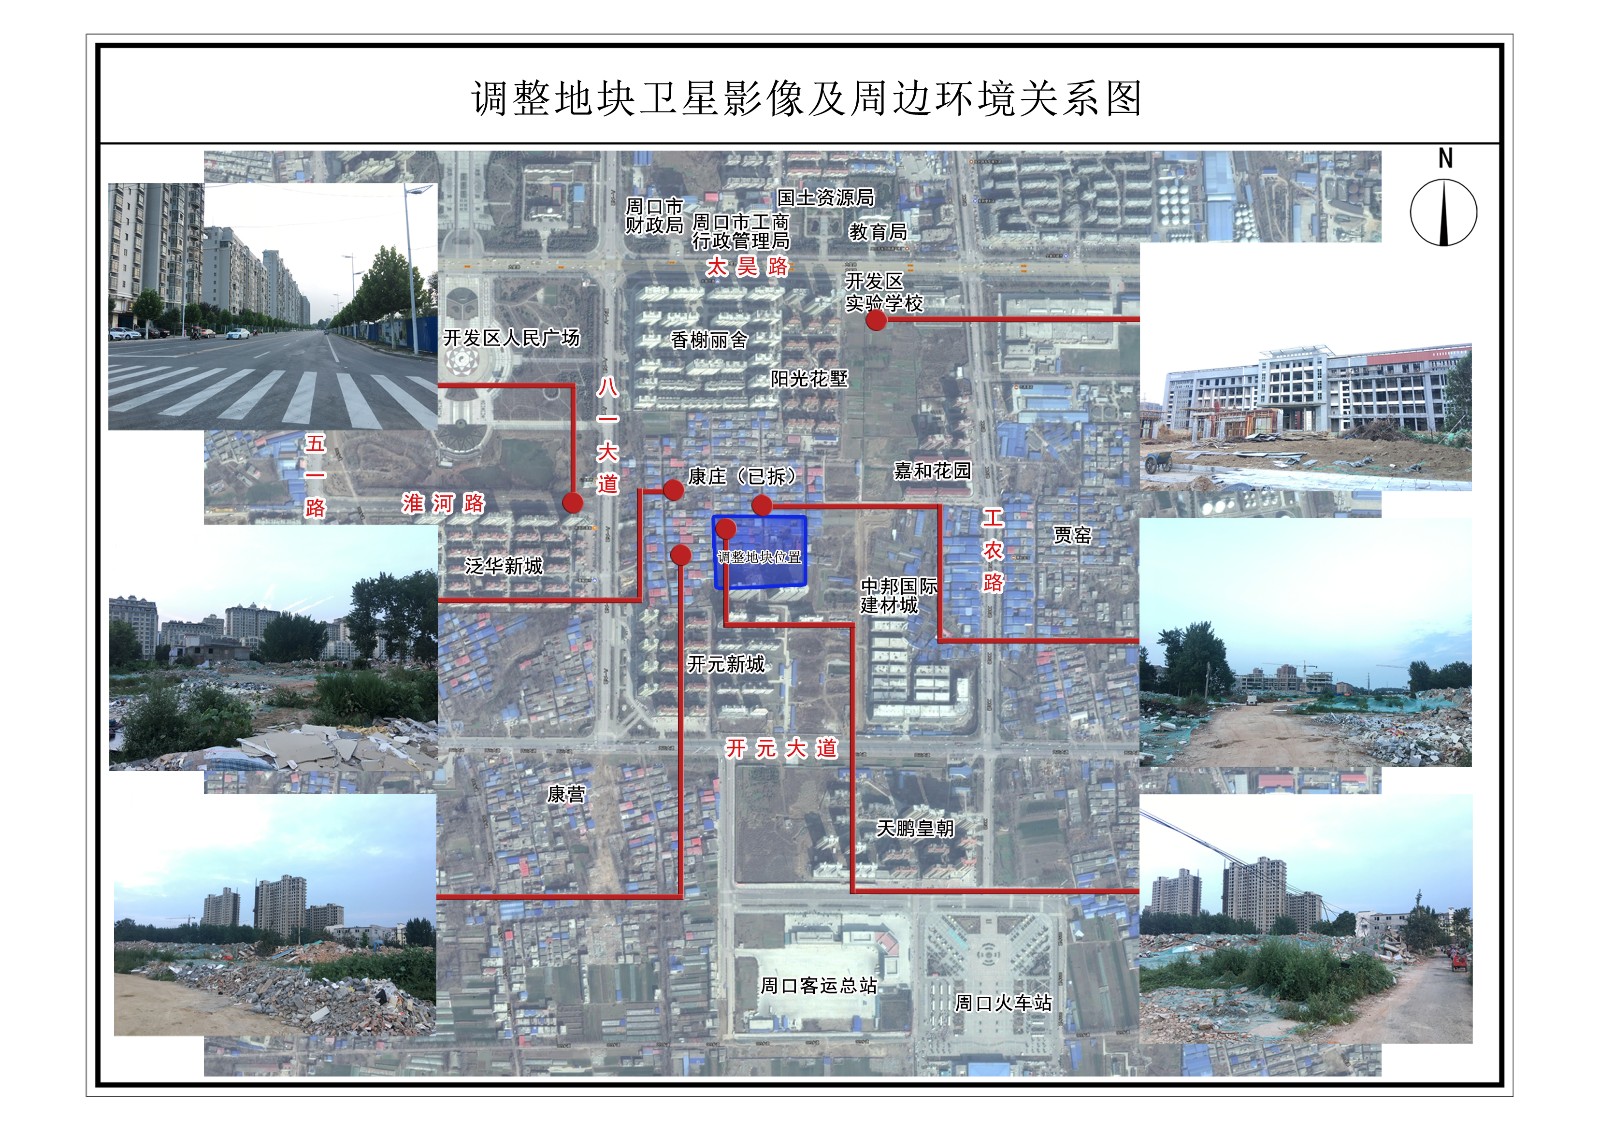 调整地块卫星影像及周边环境关系图
N
国土资源局
周口市
财政局
周口市工商
行政管理局
教育局
太昊路
开发区
实验学校
开发区人民广场
香榭丽舍
阳光花墅
八一大道
五一路
淮河路
康庄（已拆）
嘉和花园
工农路
贾窑
泛华新城
调整地块位置
中邦国际
建材城
开元新城
开元大道
康营
天鹏皇朝
周口客运总站
周口火车站